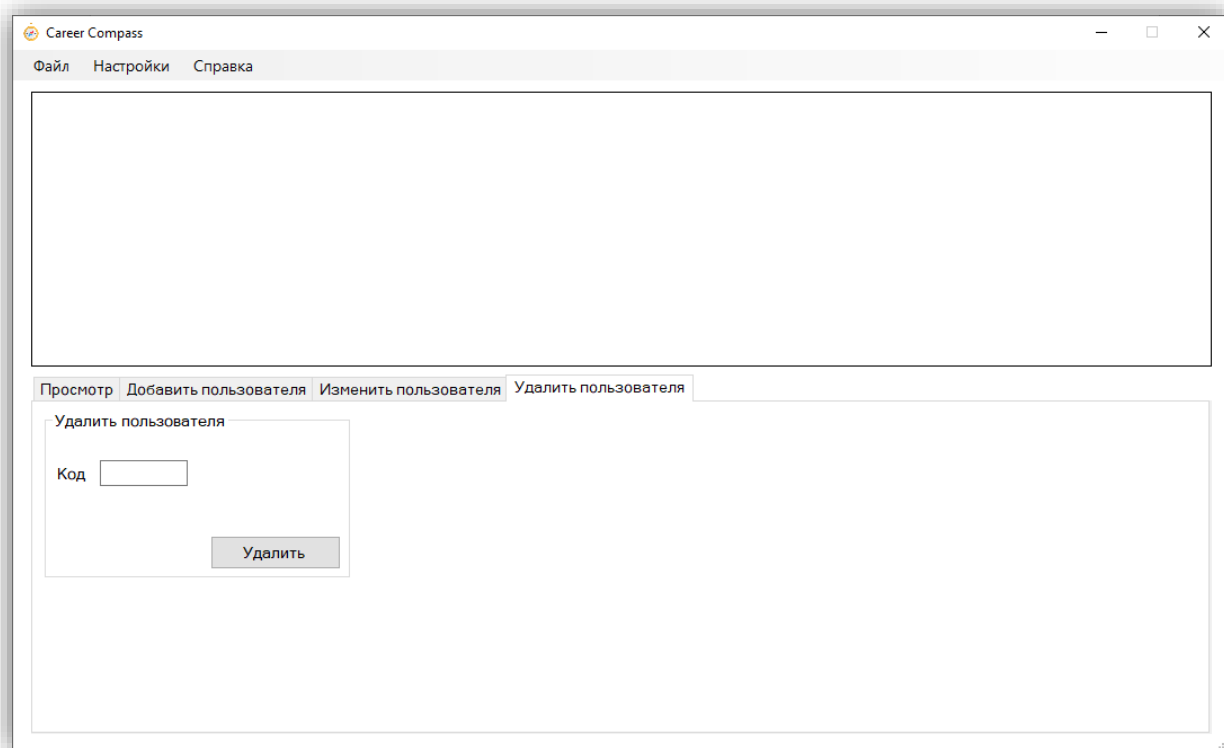 Career Compass
Файл Настройки Справка
Просмотр Добавить пользователя Изменить пользователя Удалить пользователя
Удалить пользователя
Код
Удалить